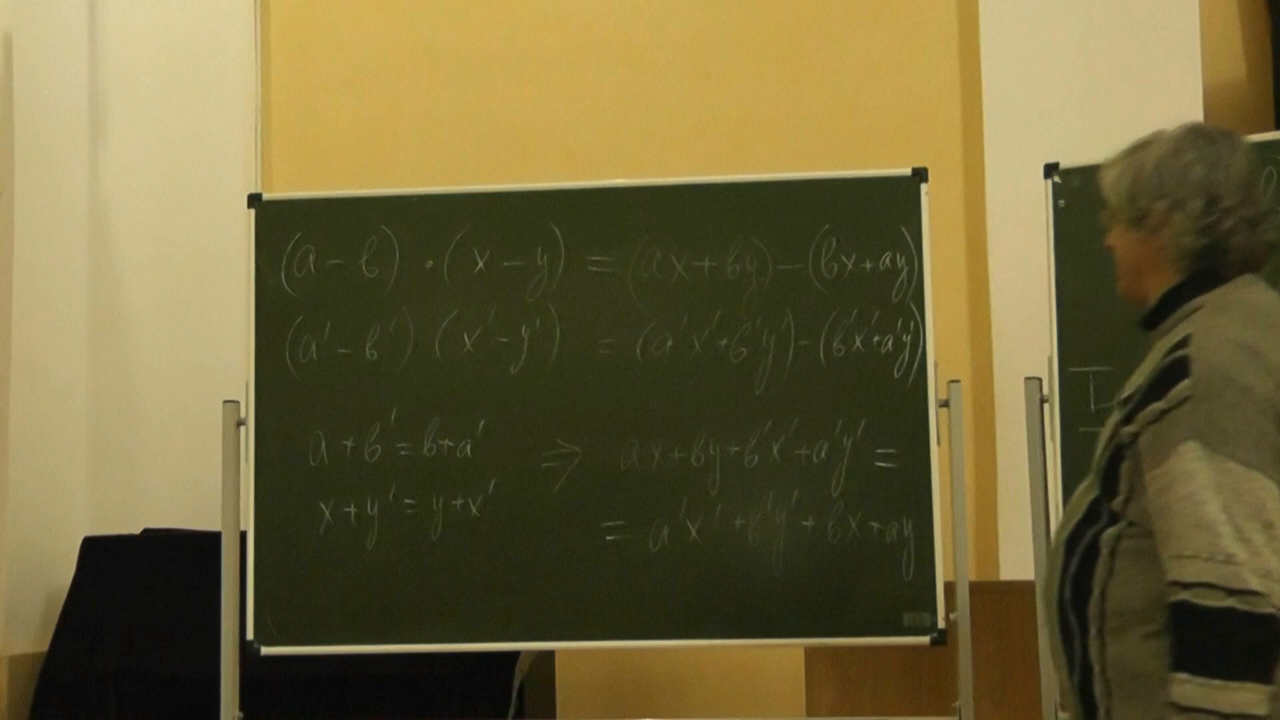 (a - b) · (x - y) = (ax + by) - (bx + ay)
(a' - b') (x' - y') = (a'x' + b'y') - (b'x' + a'y')
a + b' = b + a' ⇒ ax + by + b'x' + a'y' =
x + y' = y + x' = a'x' + b'y' + bx + ay